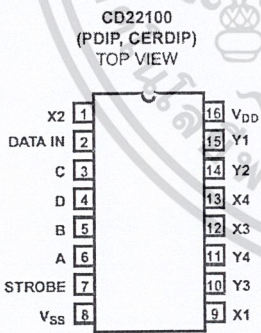 CD22100
(PDIP, CERDIP)
TOP VIEW
X2 1 16 VDD
DATA IN 2 15 Y1
C 3 14 Y2
D 4 13 X4
B 5 12 X3
A 6 11 Y4
STROBE 7 10 Y3
VSS 8 9 X1